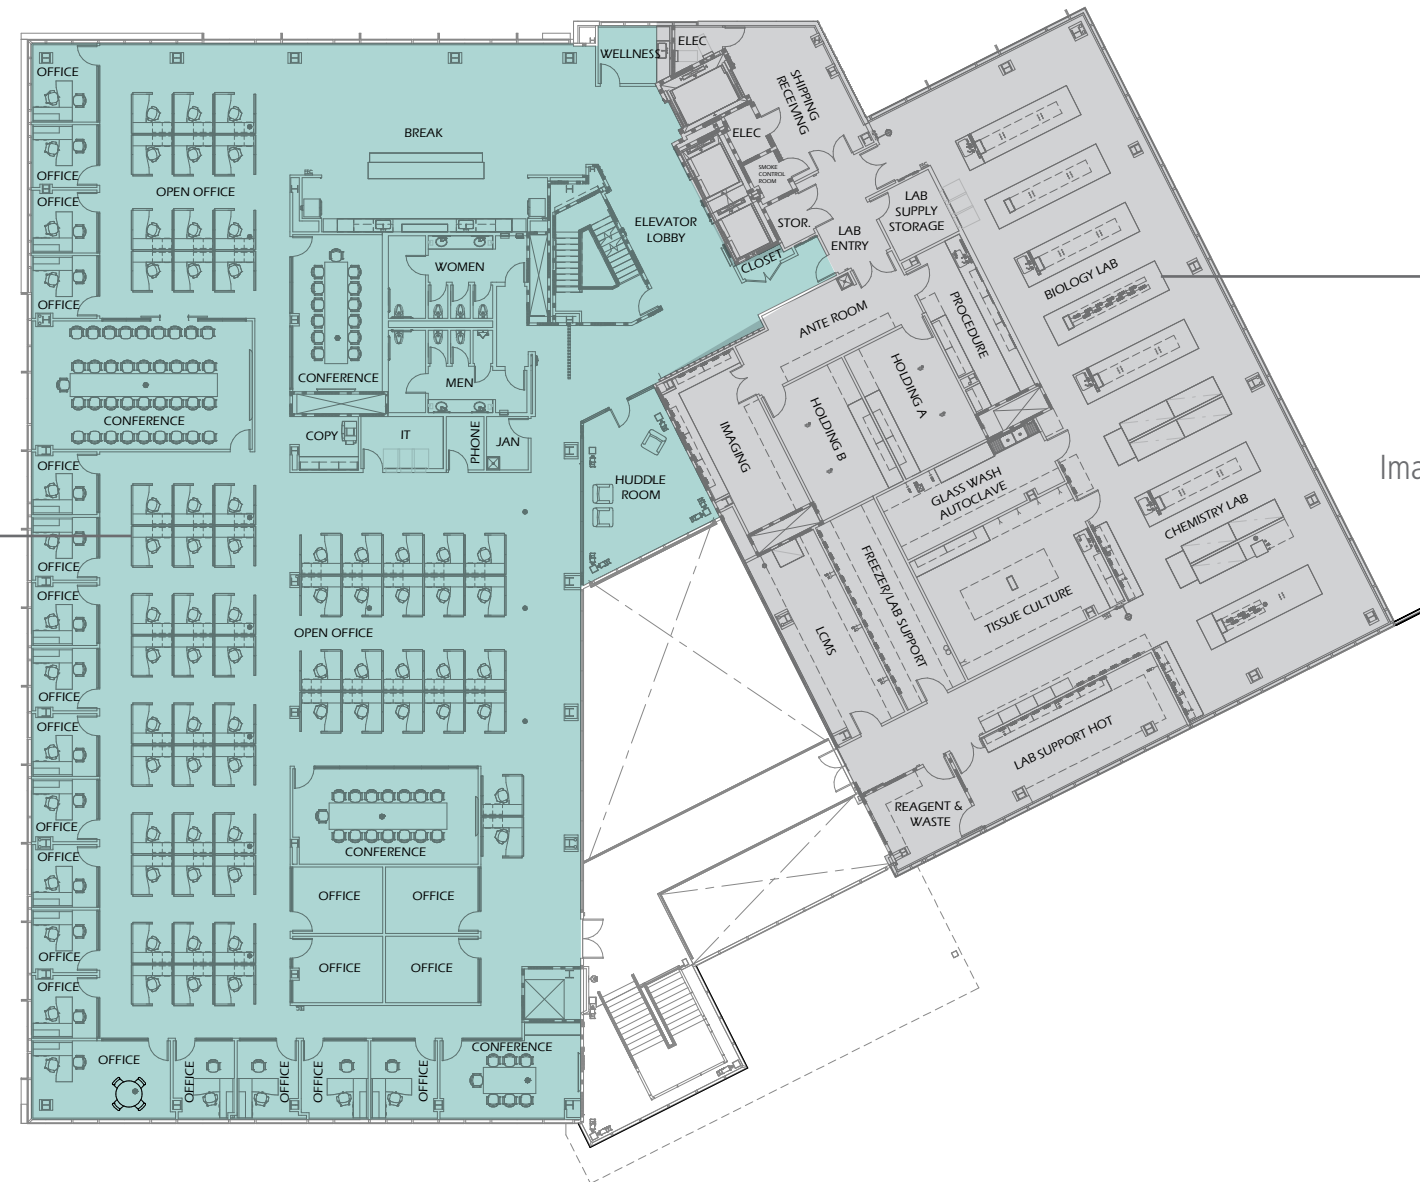 WELLNESS
ELEC
OFFICE
SHIPPING
RECEIVING
BREAK
ELEC
SMOKE
CONTROL
ROOM
OFFICE
OPEN OFFICE
OFFICE
LAB
SUPPLY
STORAGE
ELEVATOR
LOBBY
STOR.
LAB
ENTRY
CLOSET
WOMEN
BIOLOGY LAB
OFFICE
ANTE ROOM
PROCEDURE
CONFERENCE
MEN
HOLDING A
CONFERENCE
HOLDING B
IMAGING
COPY
IT
PHONE
JAN
OFFICE
Ima
HUDDLE
ROOM
GLASS WASH
AUTOCLAVE
CHEMISTRY LAB
OFFICE
OFFICE
FREEZER/LAB SUPPORT
TISSUE CULTURE
OPEN OFFICE
LCMS
OFFICE
OFFICE
LAB SUPPORT HOT
REAGENT &
WASTE
OFFICE
CONFERENCE
OFFICE
OFFICE
OFFICE
OFFICE
OFFICE
OFFICE
OFFICE
CONFERENCE
OFFICE
OFFICE
OFFICE
OFFICE
OFFICE